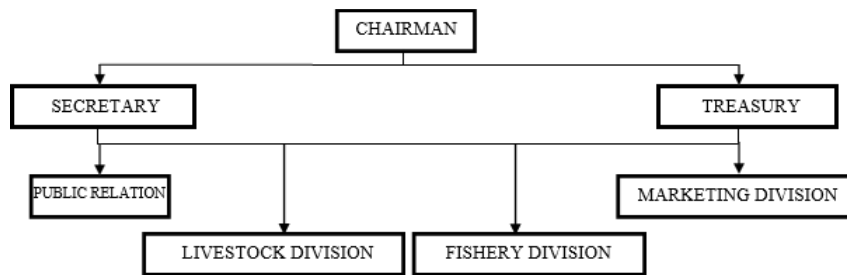 CHAIRMAN
SECRETARY
TREASURY
PUBLIC RELATION
MARKETING DIVISION
LIVESTOCK DIVISION
FISHERY DIVISION